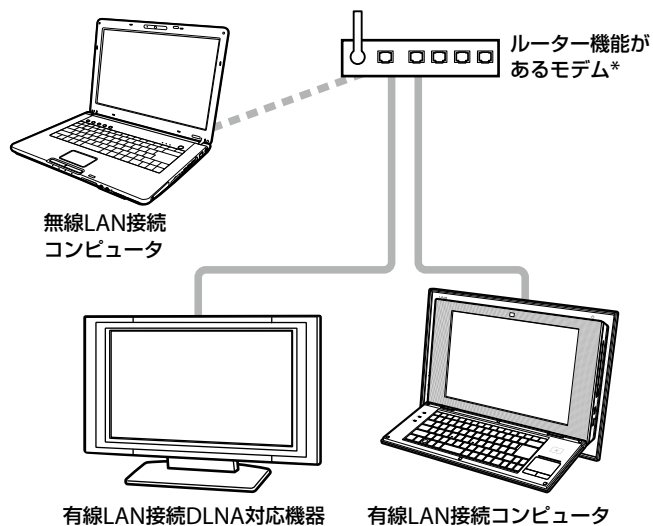 ルーター機能が
あるモデム*
無線LAN接続
コンピュータ
有線LAN接続DLNA対応機器
有線LAN接続コンピュータ